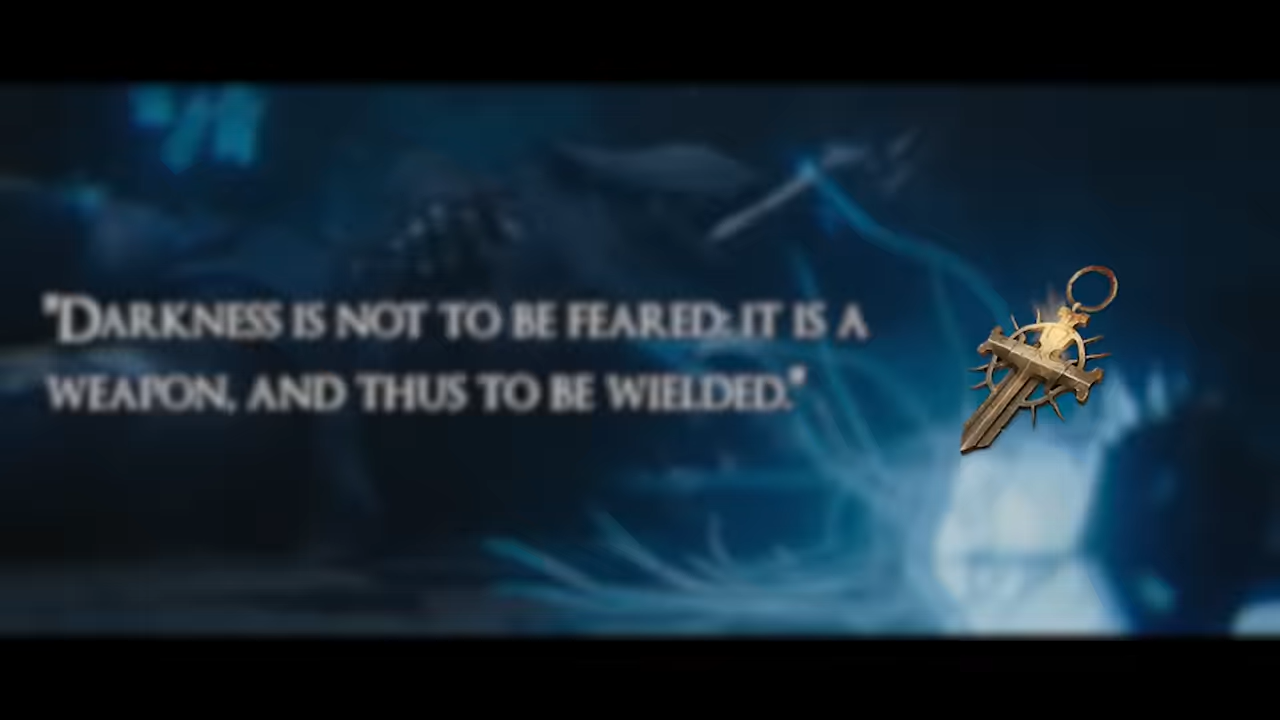 "DARKNESS IS NOT TO BE FEARED; IT IS A
WEAPON, AND THUS TO BE WIELDED."